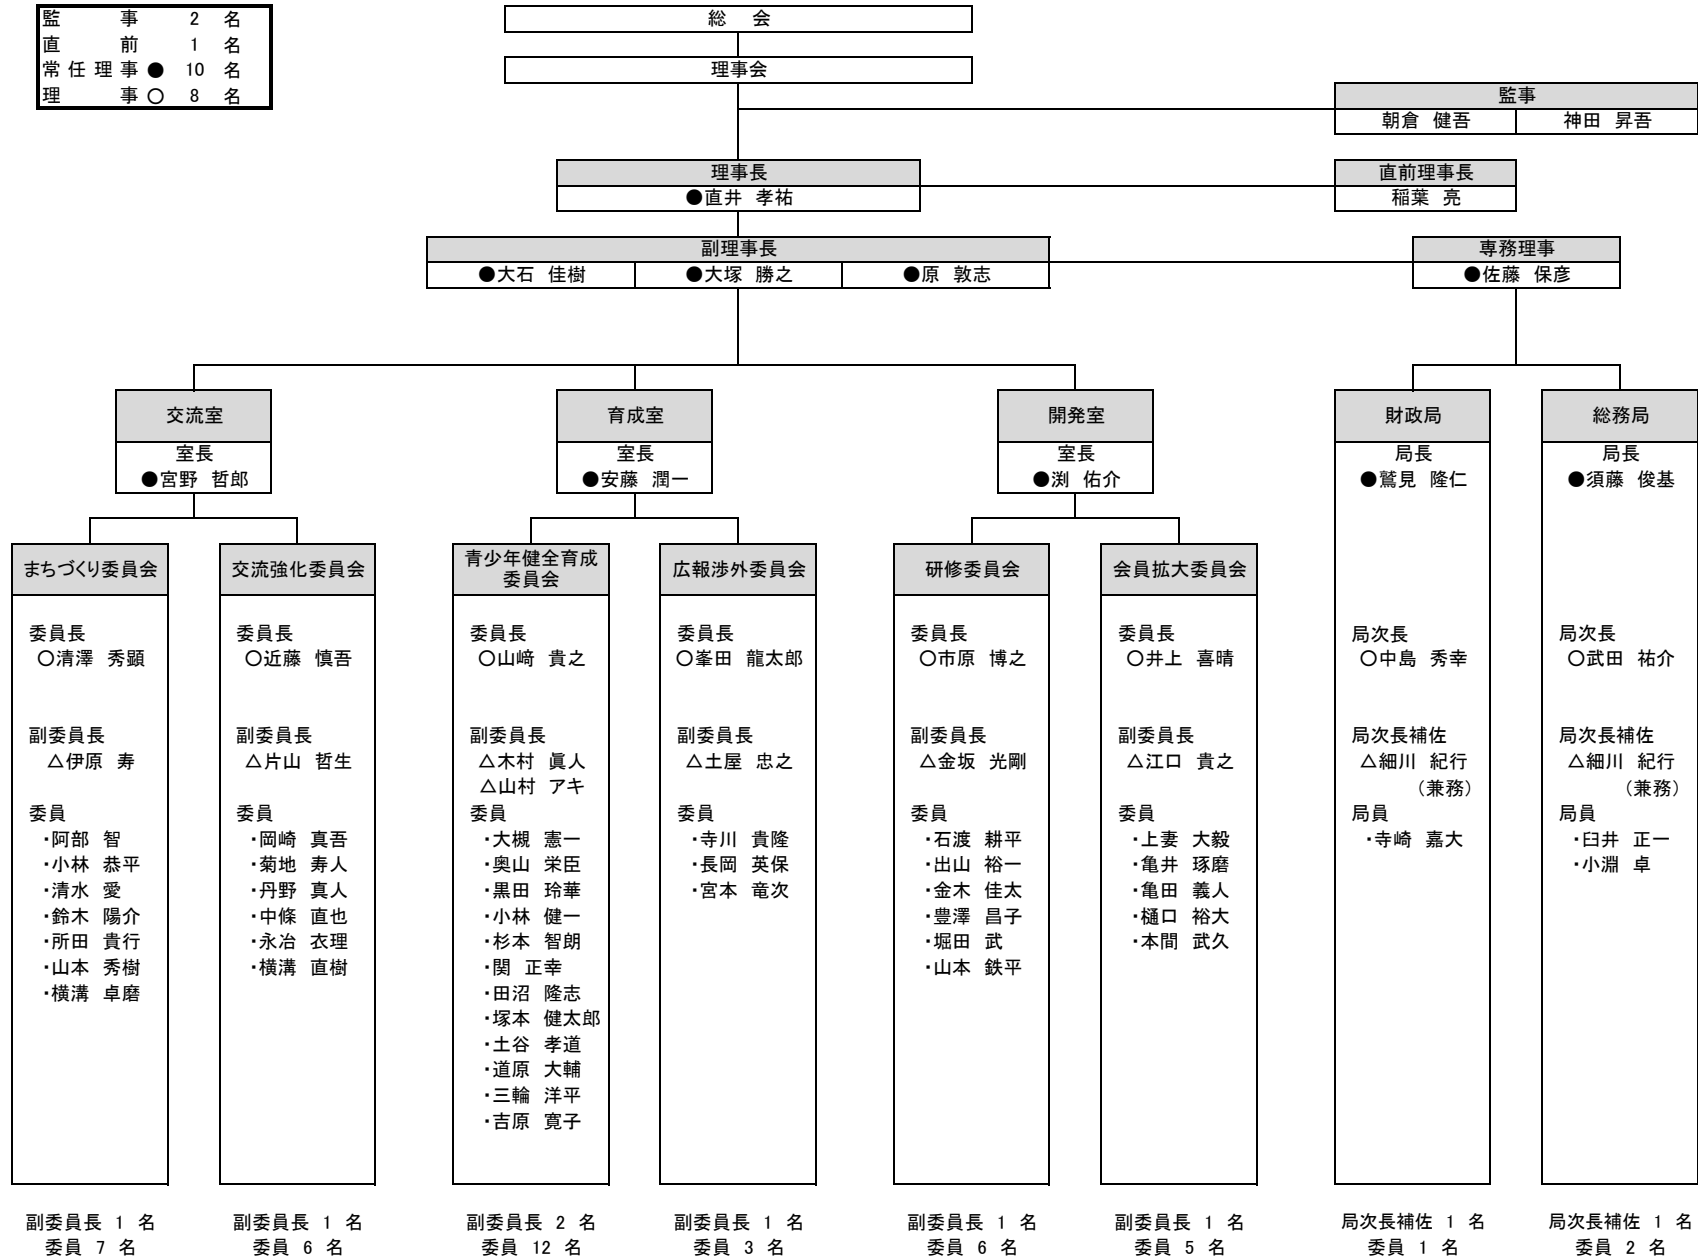 監事 2 名
直前 1 名
常任理事● 10 名
理事○ 8 名
総 会
理事会
監事
朝倉 健吾 神田 昇吾
理事長
●直井 孝祐
直前理事長
稲葉 亮
副理事長
●大石 佳樹 ●大塚 勝之 ●原 敦志
専務理事
●佐藤 保彦
交流室
室長
●宮野 哲郎
育成室
室長
●安藤 潤一
開発室
室長
●渕 佑介
財政局
局長
●鷲見 隆仁
総務局
局長
●須藤 俊基
まちづくり委員会
委員長
○清澤 秀顕
副委員長
△伊原 寿
委員
・阿部 智
・小林 恭平
・清水 愛
・鈴木 陽介
・所田 貴行
・山本 秀樹
・横溝 卓磨
副委員長 1 名
委員 7 名
交流強化委員会
委員長
○近藤 慎吾
副委員長
△片山 哲生
委員
・岡崎 真吾
・菊地 寿人
・丹野 真人
・中條 直也
・永冶 衣理
・横溝 直樹
副委員長 1 名
委員 6 名
青少年健全育成
委員会
委員長
○山﨑 貴之
副委員長
△木村 眞人
△山村 アキ
委員
・大槻 憲一
・奥山 栄臣
・黒田 玲華
・小林 健一
・杉本 智朗
・関 正幸
・田沼 隆志
・塚本 健太郎
・土谷 孝道
・道原 大輔
・三輪 洋平
・吉原 寛子
副委員長 2 名
委員 12 名
広報渉外委員会
委員長
○峯田 龍太郎
副委員長
△土屋 忠之
委員
・寺川 貴隆
・長岡 英保
・宮本 竜次
副委員長 1 名
委員 3 名
研修委員会
委員長
○市原 博之
副委員長
△金坂 光剛
委員
・石渡 耕平
・出山 裕一
・金木 佳太
・豊澤 昌子
・堀田 武
・山本 鉄平
副委員長 1 名
委員 6 名
会員拡大委員会
委員長
○井上 喜晴
副委員長
△江口 貴之
委員
・上妻 大毅
・亀井 琢磨
・亀田 義人
・樋口 裕大
・本間 武久
副委員長 1 名
委員 5 名
局次長
○中島 秀幸
局次長補佐
△細川 紀行
（兼務）
局員
・寺崎 嘉大
局次長補佐 1 名
委員 1 名
局次長
○武田 祐介
局次長補佐
△細川 紀行
（兼務）
局員
・臼井 正一
・小淵 卓
局次長補佐 1 名
委員 2 名